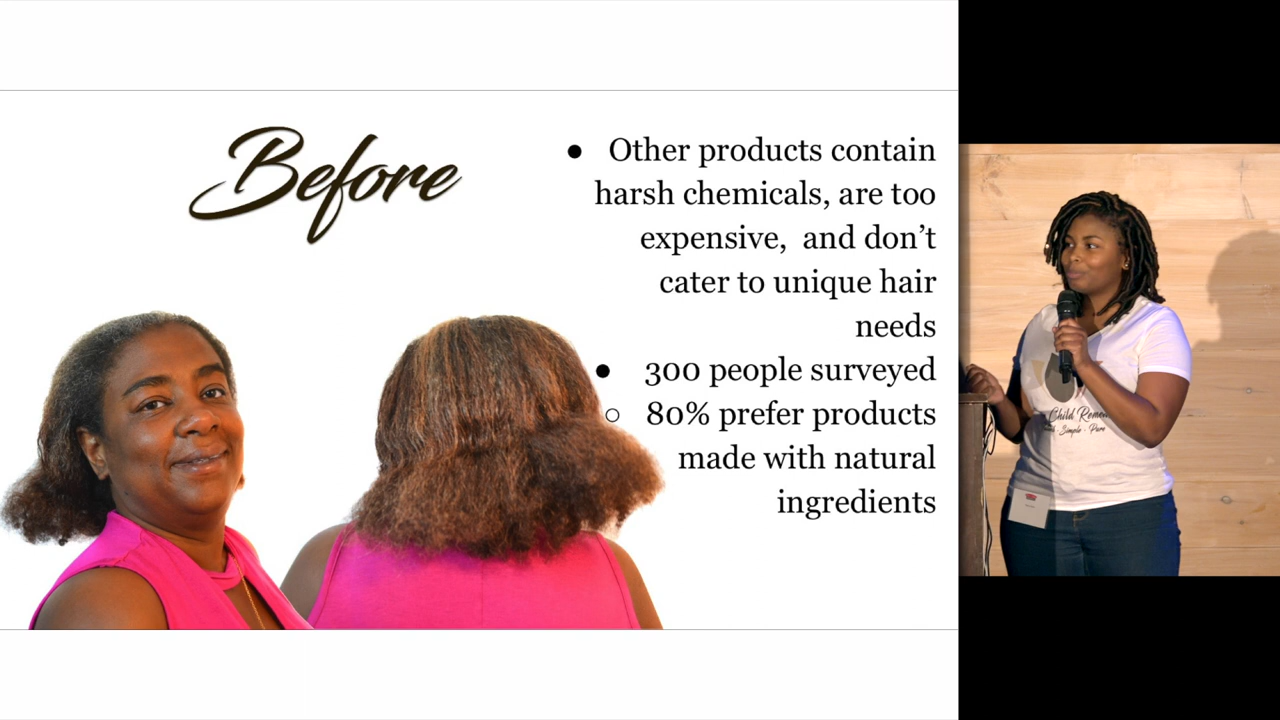 Before
● Other products contain
harsh chemicals, are too
expensive, and don’t
cater to unique hair
needs
● 300 people surveyed
○ 80% prefer products
made with natural
ingredients
Child
Simple • Pure